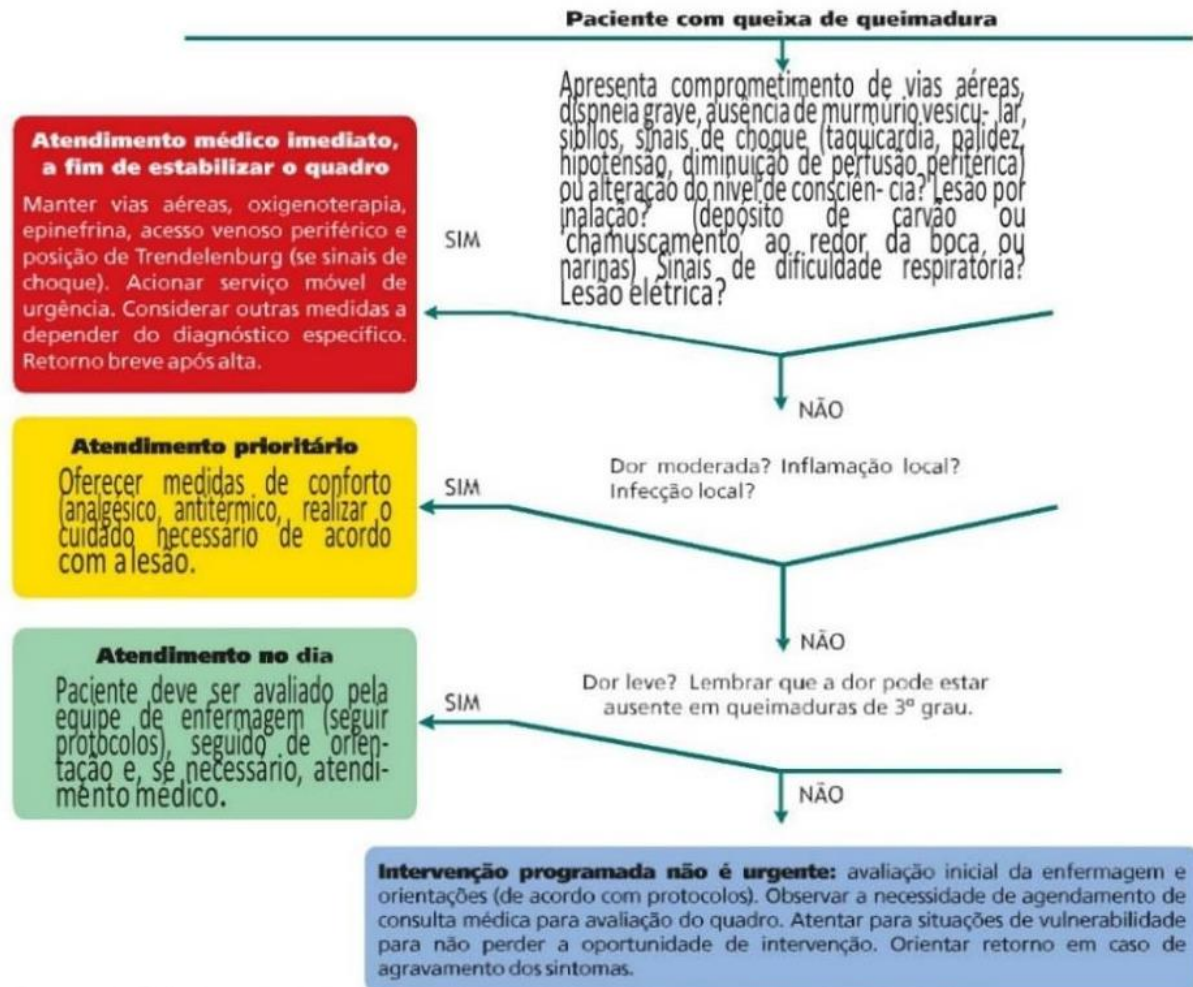 Paciente com queixa de queimadura
Apresenta comprometimento de vias aéreas,
dispneia grave, ausência de murmúrio vesicu- lar,
sibilos, sinais de choque (taquicardia, palidez,
hipotensão, diminuição de perfusão periférica)
ou alteração do nível de consciên- cia? Lesão por
inalação? (depósito de carvão ou
'chamuscamento' ao redor da boca ou
narinas) Sinais de dificuldade respiratória?
Lesão elétrica?
Atendimento médico imediato,
a fim de estabilizar o quadro
Manter vias aéreas, oxigenoterapia,
epinefrina, acesso venoso periférico e
posição de Trendelenburg (se sinais de
choque). Acionar serviço móvel de
urgência. Considerar outras medidas a
depender do diagnóstico específico.
Retorno breve após alta.
SIM
NÃO
Dor moderada? Inflamação local?
Infecção local?
SIM
Atendimento prioritário
Oferecer medidas de conforto
(analgésico, antitérmico, realizar o
cuidado necessário de acordo
com a lesão.
NÃO
Dor leve? Lembrar que a dor pode estar
ausente em queimaduras de 3º grau.
SIM
Atendimento no dia
Paciente deve ser avaliado pela
equipe de enfermagem (seguir
protocolos), seguido de orien-
tação e, se necessário, atendi-
mento médico.
NÃO
Intervenção programada não é urgente: avaliação inicial da enfermagem e
orientações (de acordo com protocolos). Observar a necessidade de agendamento de
consulta médica para avaliação do quadro. Atentar para situações de vulnerabilidade
para não perder a oportunidade de intervenção. Orientar retorno em caso de
agravamento dos sintomas.